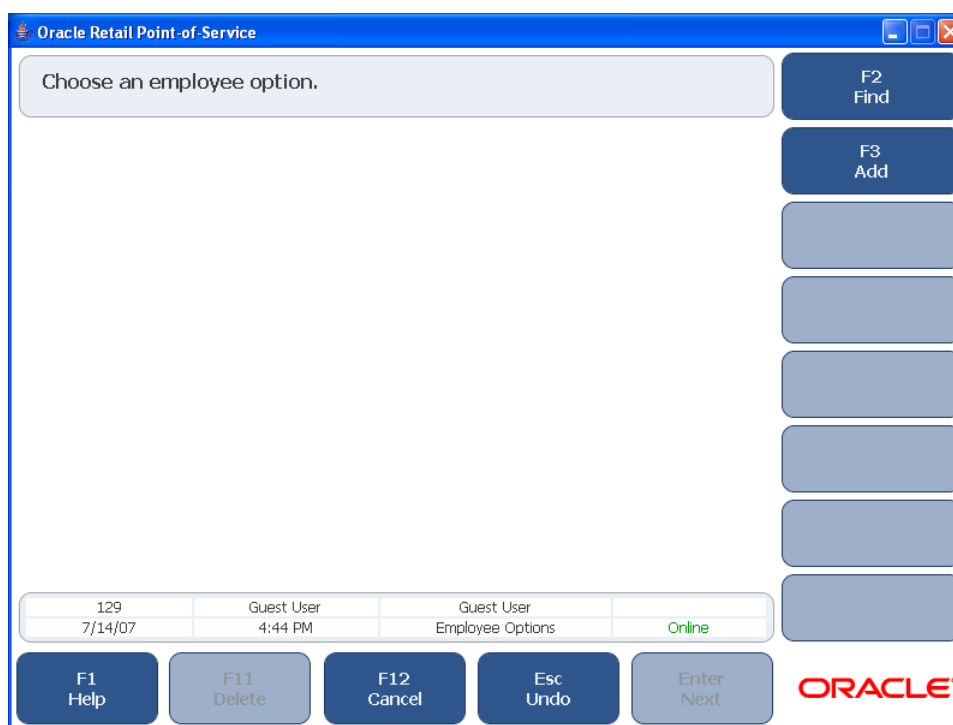 Oracle Retail Point-of-Service
Choose an employee option.
F2
Find
F3
Add
129 Guest User Guest User
7/14/07 4:44 PM Employee Options Online
F1
Help
F11
Delete
F12
Cancel
Esc
Undo
Enter
Next
ORACLE